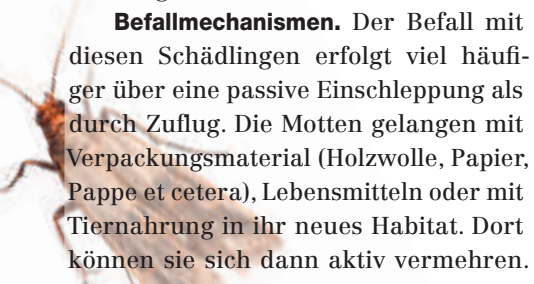 Befallmechanismen. Der Befall mit
diesen Schädlingen erfolgt viel häufi-
ger über eine passive Einschleppung als
durch Zuflug. Die Motten gelangen mit
Verpackungsmaterial (Holzwolle, Papier,
Pappe et cetera), Lebensmitteln oder mit
Tiernahrung in ihr neues Habitat. Dort
können sie sich dann aktiv vermehren.